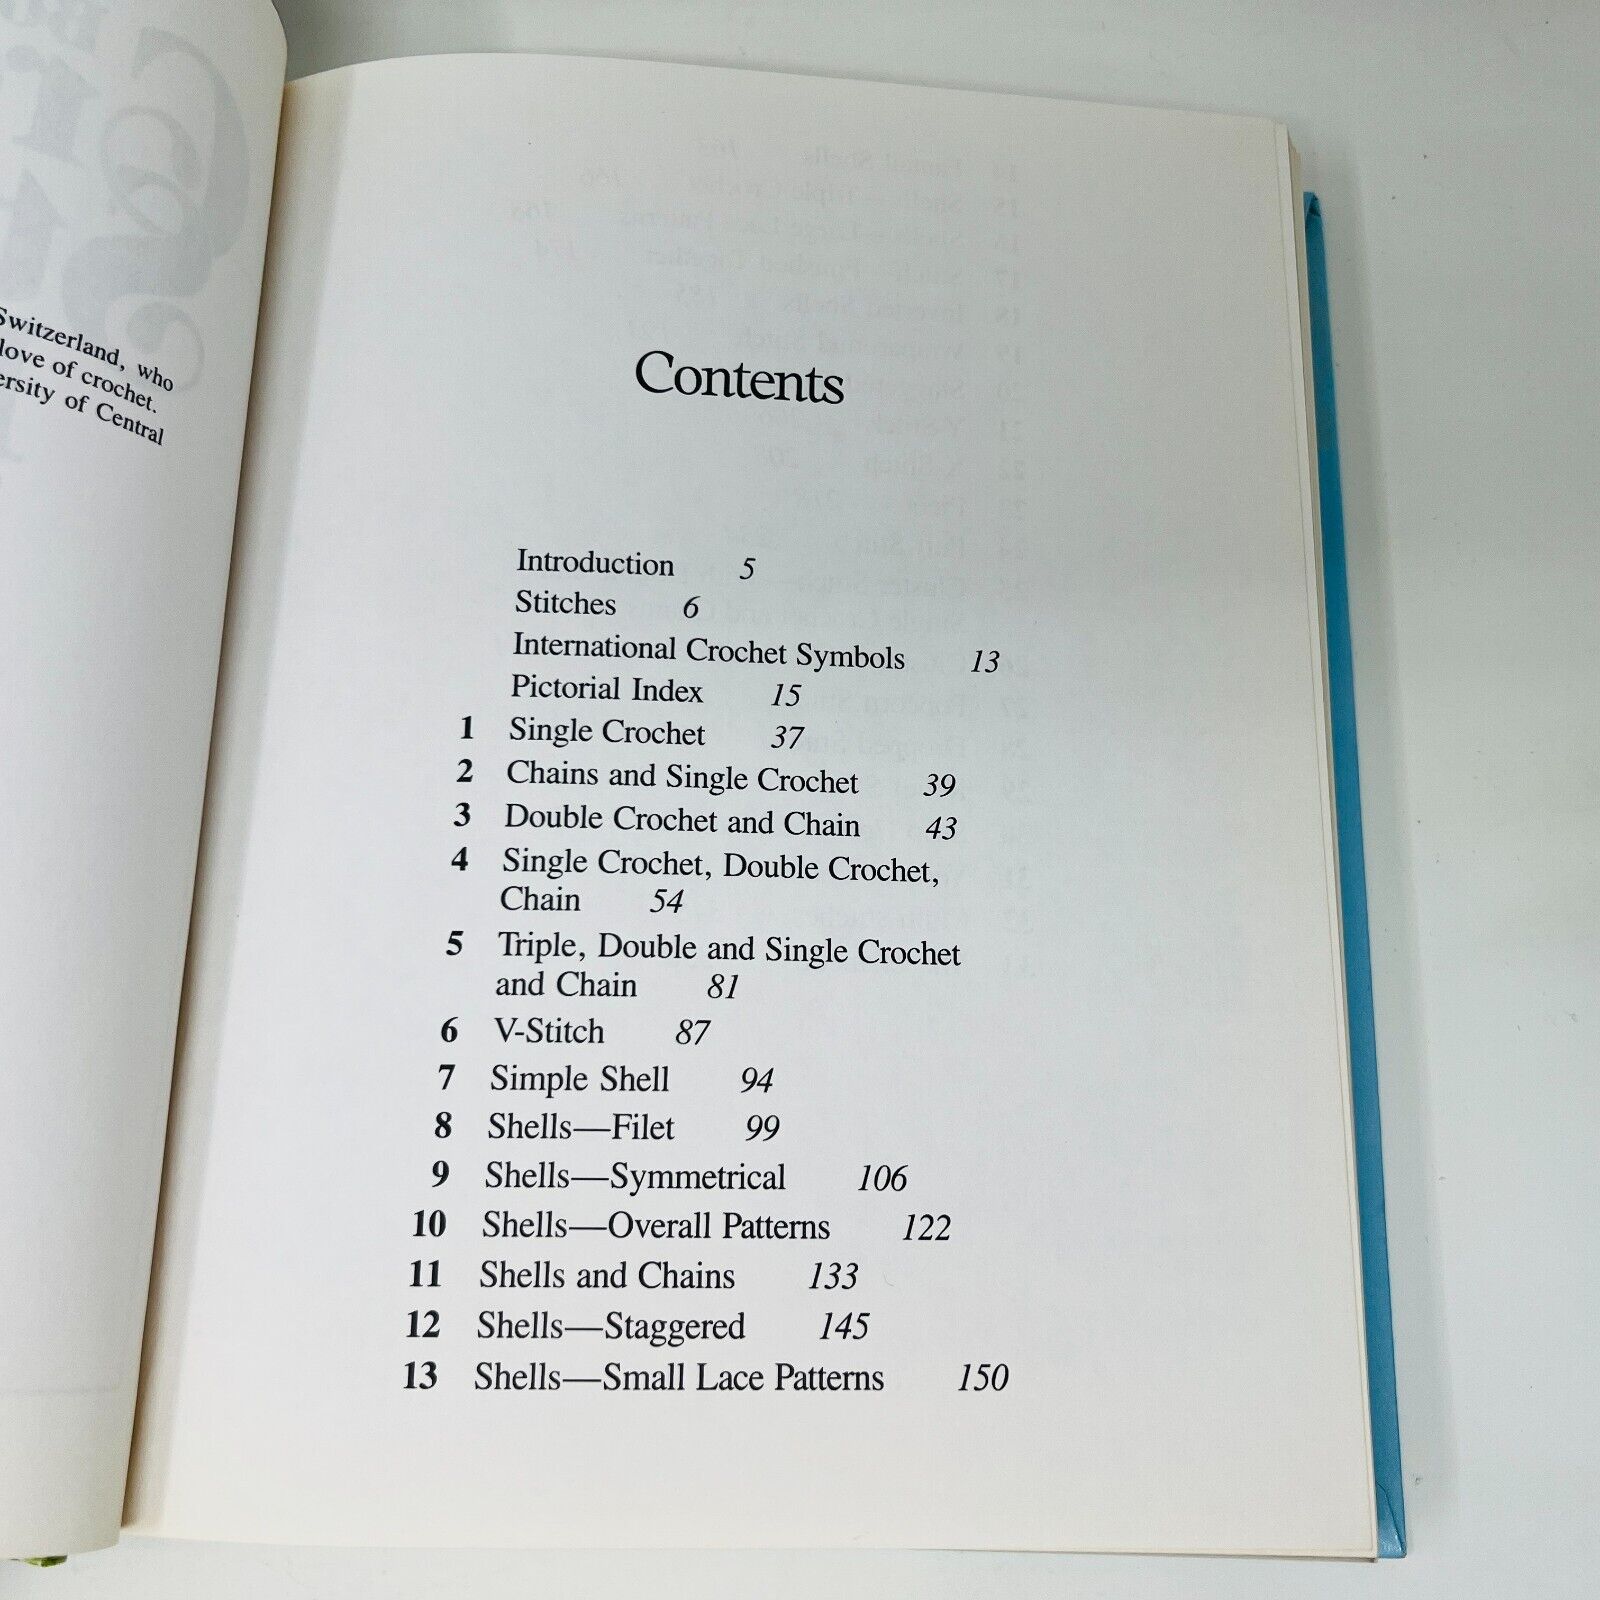 Switzerland, who
love of crochet.
of Central
Contents
Introduction 5
Stitches 6
International Crochet Symbols 13
Pictorial Index 15
1 Single Crochet 37
2 Chains and Single Crochet 39
3 Double Crochet and Chain 43
4 Single Crochet, Double Crochet,
Chain 54
5 Triple, Double and Single Crochet
and Chain 81
6 V-Stitch 87
7 Simple Shell 94
8 Shells—Filet 99
9 Shells—Symmetrical 106
10 Shells—Overall Patterns 122
11 Shells and Chains 133
12 Shells—Staggered 145
13 Shells—Small Lace Patterns 150